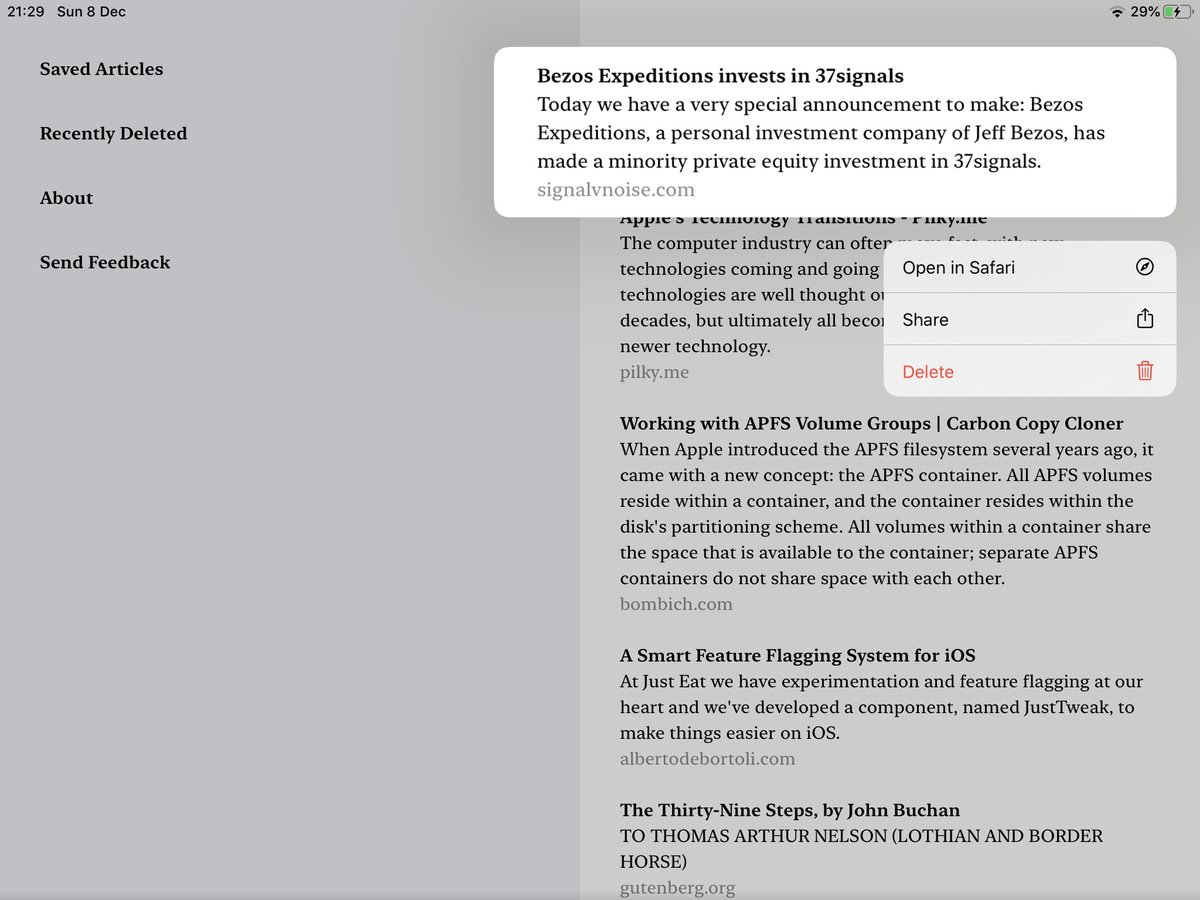 21:29 Sun 8 Dec
29%
Saved Articles
Recently Deleted
About
Send Feedback
Bezos Expeditions invests in 37signals
Today we have a very special announcement to make: Bezos
Expeditions, a personal investment company of Jeff Bezos, has
made a minority private equity investment in 37signals.
signalvnoise.com
Apple's Technology Transitions - Pilky.me
The computer industry can often move fast, with new
technologies coming and going
technologies are well thought
decades, but ultimately all
newer technology.
pilky.me
Open in Safari
Share
Delete
Working with APFS Volume Groups | Carbon Copy Cloner
When Apple introduced the APFS filesystem several years ago, it
came with a new concept: the APFS container. All APFS volumes
reside within a container, and the container resides within the
disk's partitioning scheme. All volumes within a container share
the space that is available to the container; separate APFS
containers do not share space with each other.
bombich.com
A Smart Feature Flagging System for iOS
At Just Eat we have experimentation and feature flagging at our
heart and we've developed a component, named JustTweak, to
make things easier on iOS.
albertodebortoli.com
The Thirty-Nine Steps, by John Buchan
TO THOMAS ARTHUR NELSON (LOTHIAN AND BORDER
HORSE)
gutenberg.org